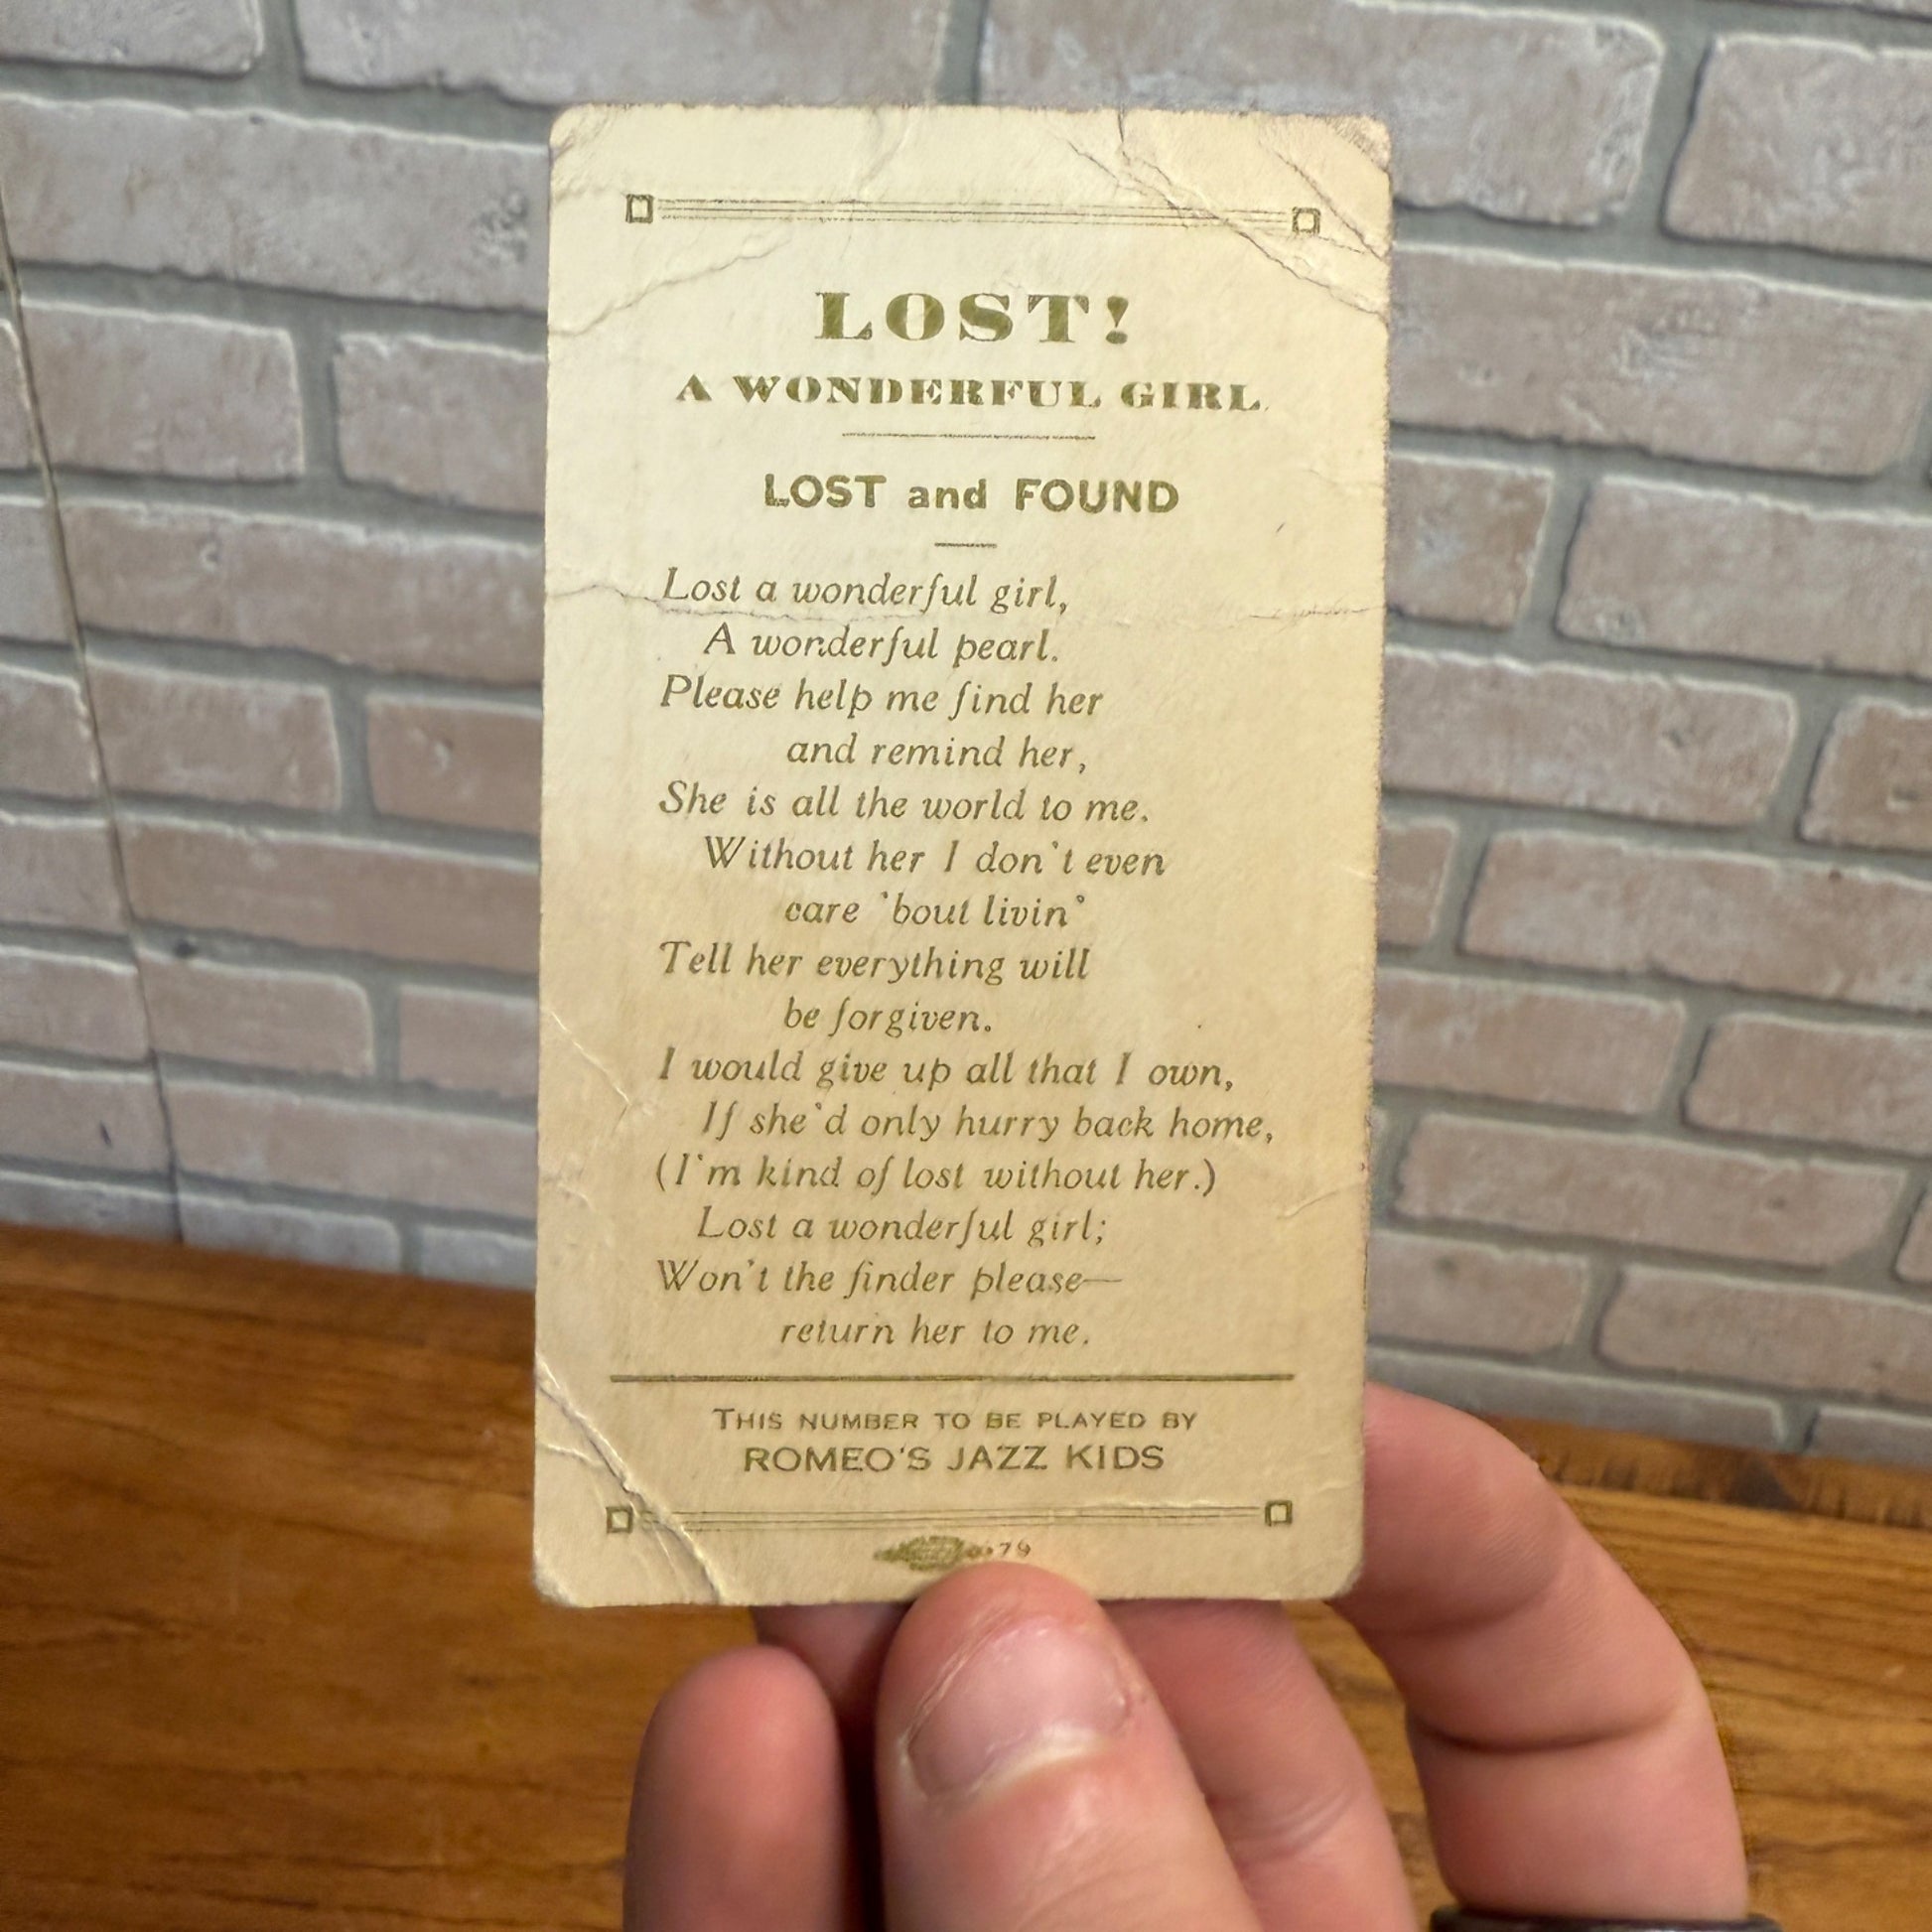 LOST!
A WONDERFUL GIRL
LOST and FOUND
Lost a wonderful girl,
A wonderful pearl.
Please help me find her
and remind her,
She is all the world to me.
Without her I don't even
care 'bout livin'
Tell her everything will
be forgiven.
I would give up all that I own,
If she'd only hurry back home,
(I'm kind of lost without her.)
Lost a wonderful girl;
Won't the finder please—
return her to me.
THIS NUMBER TO BE PLAYED BY
ROMEO'S JAZZ KIDS
79